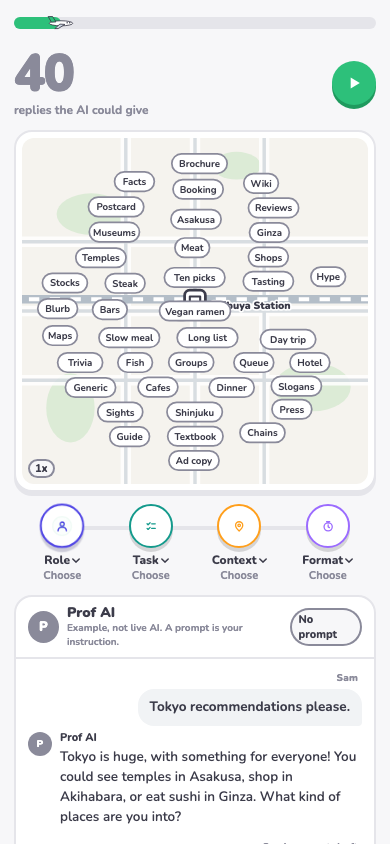 40
replies the AI could give
Brochure
Facts
Booking
Wiki
Postcard
Reviews
Asakusa
Museums
Ginza
Meat
Temples
Shops
Ten picks
Hype
Stocks
Steak
Tasting
Blurb
Bars
Vegan ramen
buya Station
Maps
Slow meal
Long list
Day trip
Trivia
Fish
Groups
Queue
Hotel
Generic
Cafes
Dinner
Slogans
Sights
Shinjuku
Press
Guide
Textbook
Chains
Ad copy
1x
Role
Task
Context
Format
Choose
Choose
Choose
Choose
P
Prof AI
Example, not live AI. A prompt is your
instruction.
No
prompt
Sam
Tokyo recommendations please.
P
Prof AI
Tokyo is huge, with something for everyone! You
could see temples in Asakusa, shop in
Akihabara, or eat sushi in Ginza. What kind of
places are you into?